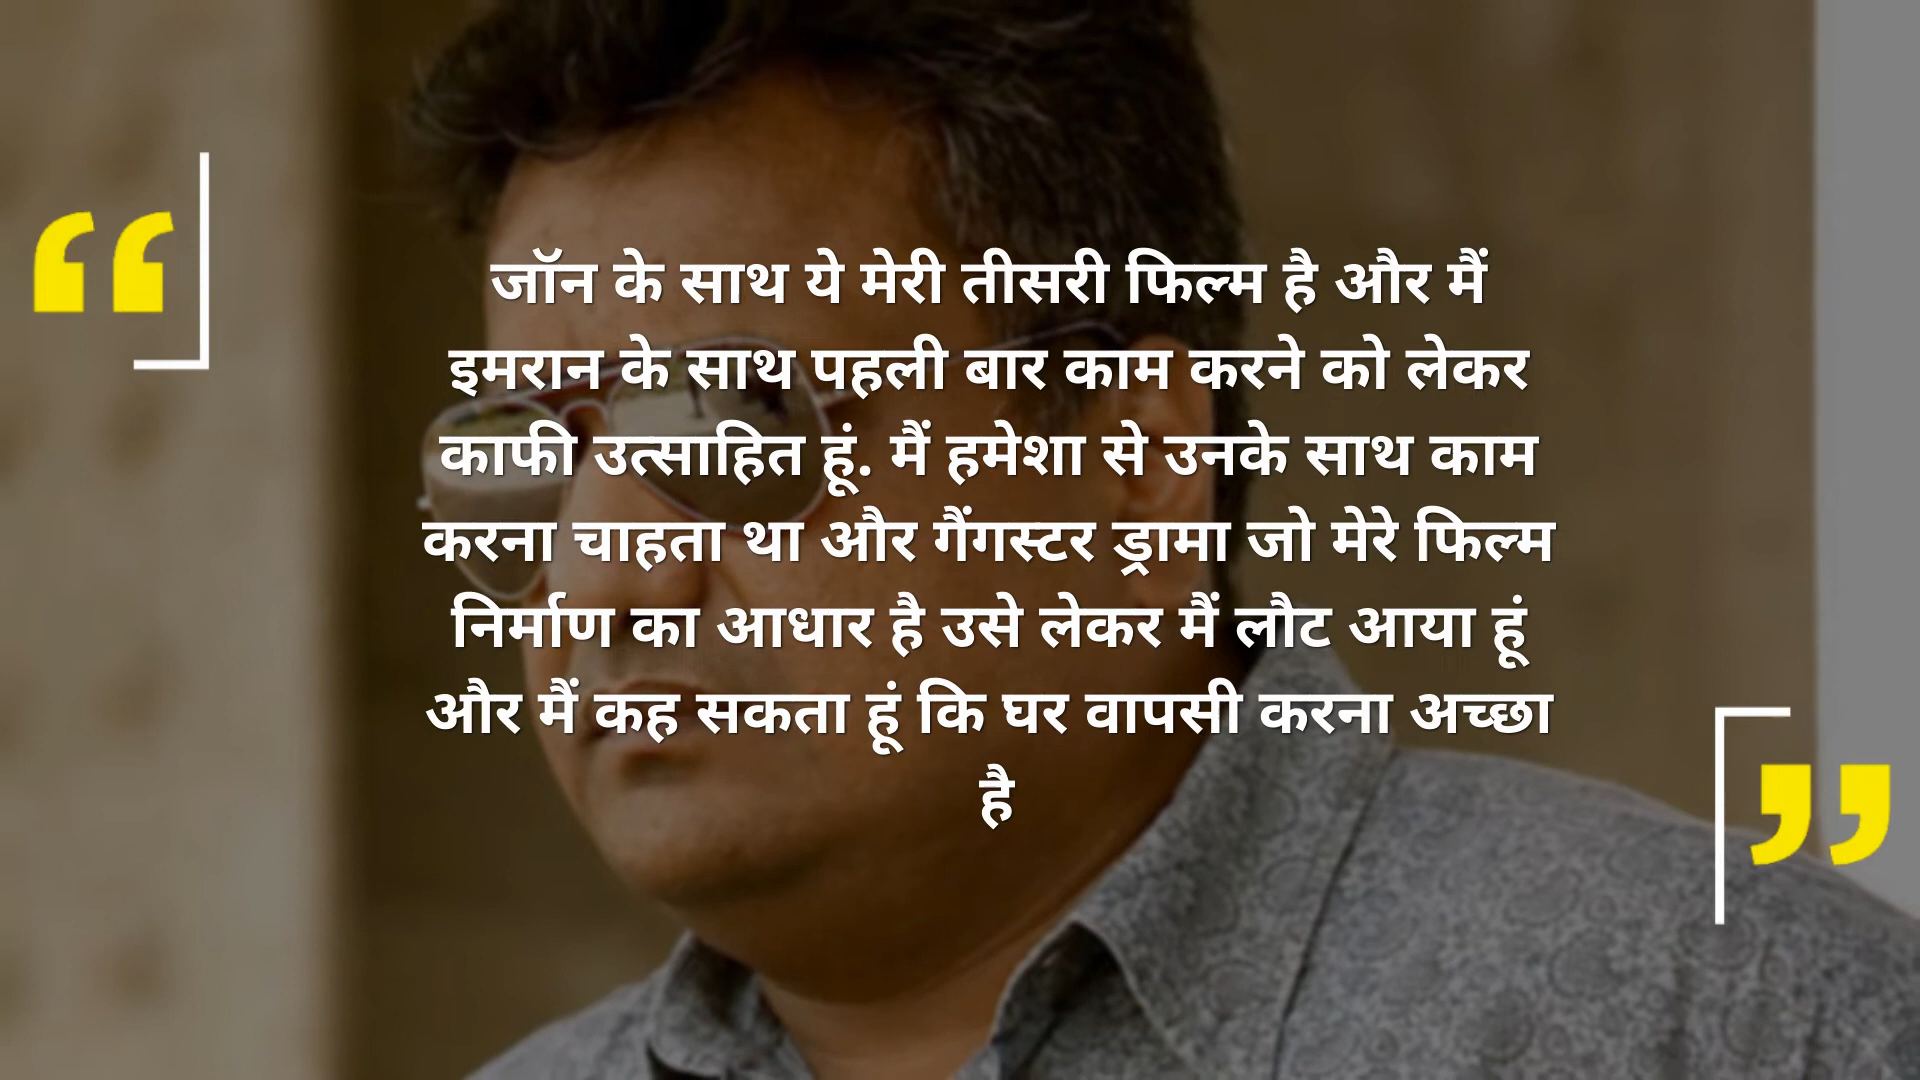 जॉन के साथ ये मेरी तीसरी फिल्म है और मैं
इमरान के साथ पहली बार काम करने को लेकर
काफी उत्साहित हूं. मैं हमेशा से उनके साथ काम
करना चाहता था और गैंगस्टर ड्रामा जो मेरे फिल्म
निर्माण का आधार है उसे लेकर मैं लौट आया हूं
और मैं कह सकता हूं कि घर वापसी करना अच्छा
है